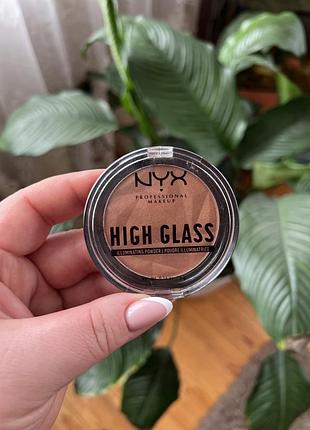 NYX
PROFESSIONAL
MAKEUP
HIGH GLASS
ILLUMINATING POWDER | POUDRE ILLUMINATRICE